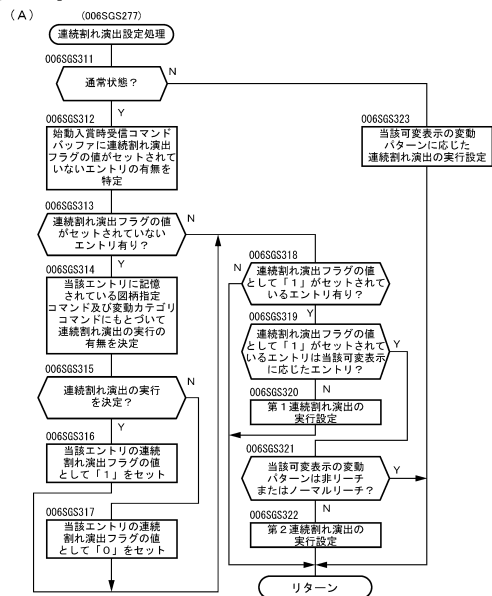 (A)
(006SGS277)
連続割れ演出設定処理
006SGS311
通常状態?
N
Y
006SGS312
始動入賞時受信コマンド
バッファに連続割れ演出
フラグの値がセットされて
いないエントリの有無を
特定
006SGS313
連続割れ演出フラグの値
がセットされていない
エントリ有り?
N
Y
006SGS314
当該エントリに記憶
されている図柄指定
コマンド及び変動カテゴリ
コマンドにもとづいて
連続割れ演出の実行の
有無を決定
006SGS315
連続割れ演出の実行
を決定?
N
Y
006SGS316
当該エントリの連続
割れ演出フラグの値
として「1」をセット
006SGS317
当該エントリの連続
割れ演出フラグの値
として「0」をセット
006SGS318
連続割れ演出フラグの値
として「1」がセットされて
いるエントリ有り?
N
Y
006SGS319
連続割れ演出フラグの値
として「1」がセットされて
いるエントリは当該可変表示
に応じたエントリ?
Y
N
006SGS320
第1連続割れ演出の
実行設定
006SGS321
当該可変表示の変動
パターンは非リーチ
またはノーマルリーチ?
Y
N
006SGS322
第2連続割れ演出の
実行設定
006SGS323
当該可変表示の変動
パターンに応じた
連続割れ演出の実行設定
リターン